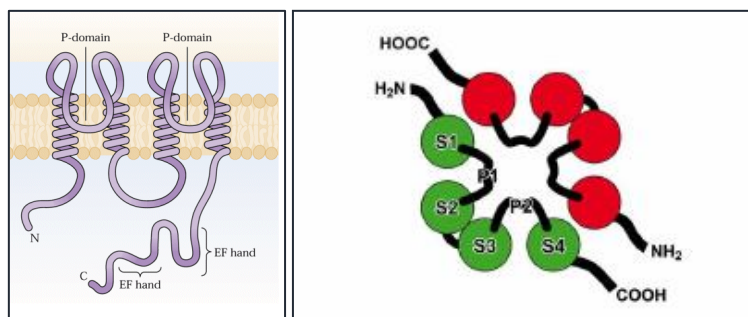 P-domain P-domain
N
EF hand
C
EF hand
HOOC
H₂N
S1
P1
S2
P2
S3 S4
NH₂
COOH